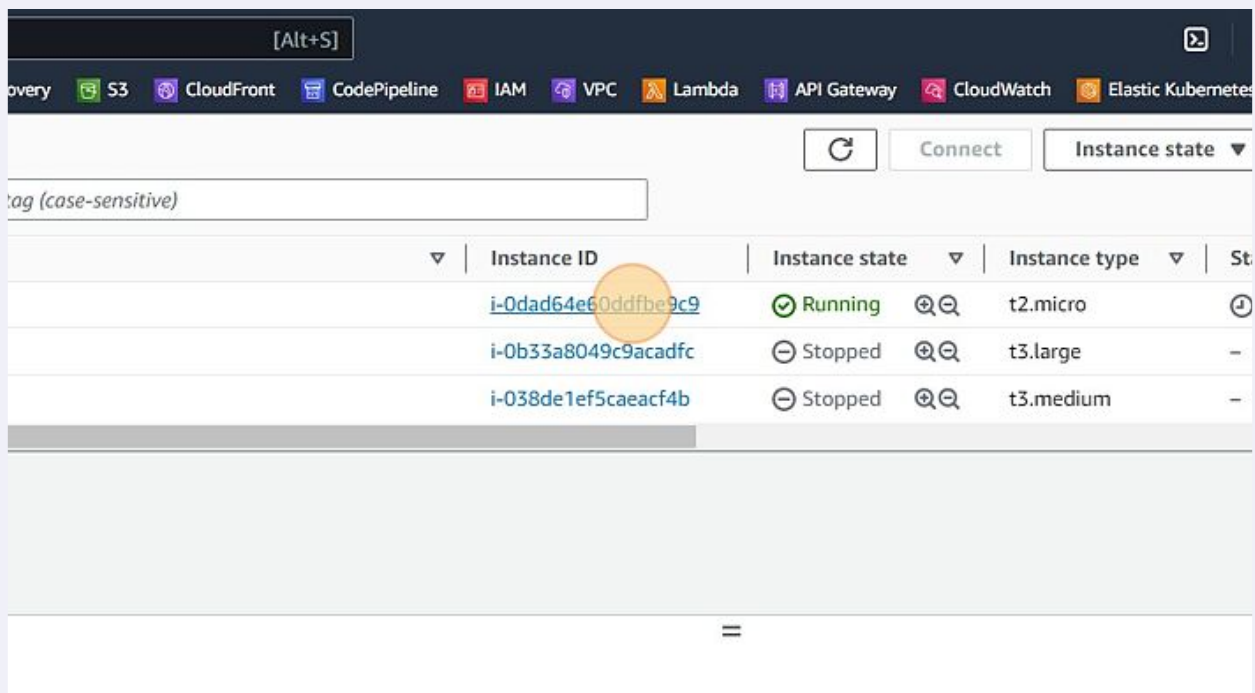 [Alt+S]
overy S3 CloudFront CodePipeline IAM VPC Lambda API Gateway CloudWatch Elastic Kubernetes
Connect Instance state
tag (case-sensitive)
Instance ID Instance state Instance type St
i-0dad64e60ddfbe9c9 Running t2.micro
i-0b33a8049c9acadfc Stopped t3.large –
i-038de1ef5caeacf4b Stopped t3.medium –